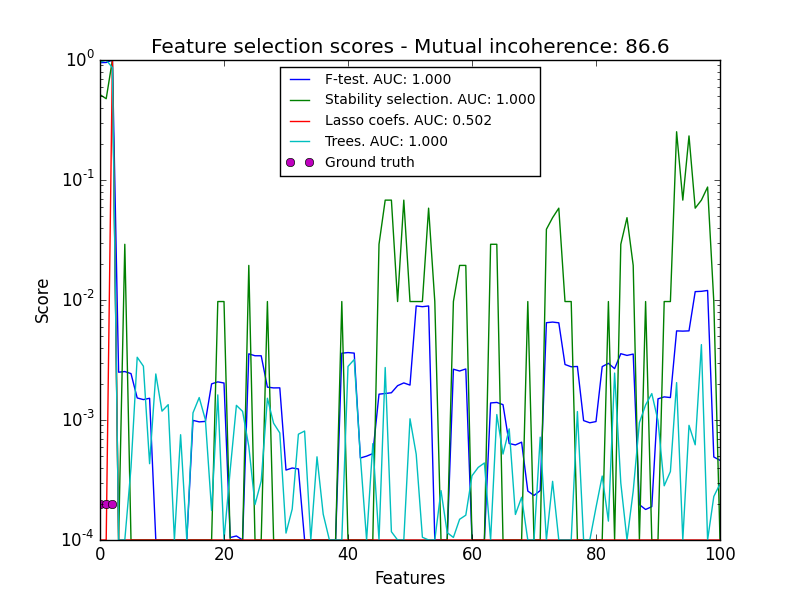 Feature selection scores - Mutual incoherence: 86.6
10^0
10^-1
10^-2
10^-3
10^-4
Score
F-test. AUC: 1.000
Stability selection. AUC: 1.000
Lasso coefs. AUC: 0.502
Trees. AUC: 1.000
Ground truth
0 20 40 60 80 100
Features